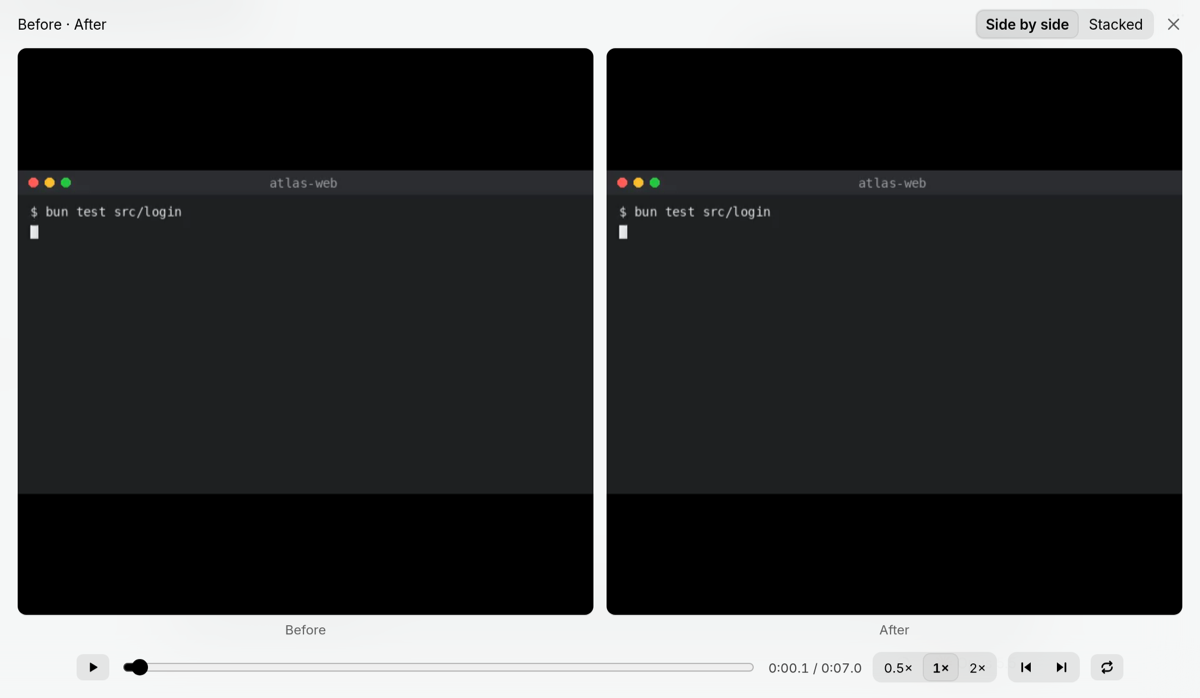 Before · After
Side by side
Stacked
atlas-web
$ bun test src/login
atlas-web
$ bun test src/login
Before
After
0:00.1 / 0:07.0
0.5×
1×
2×